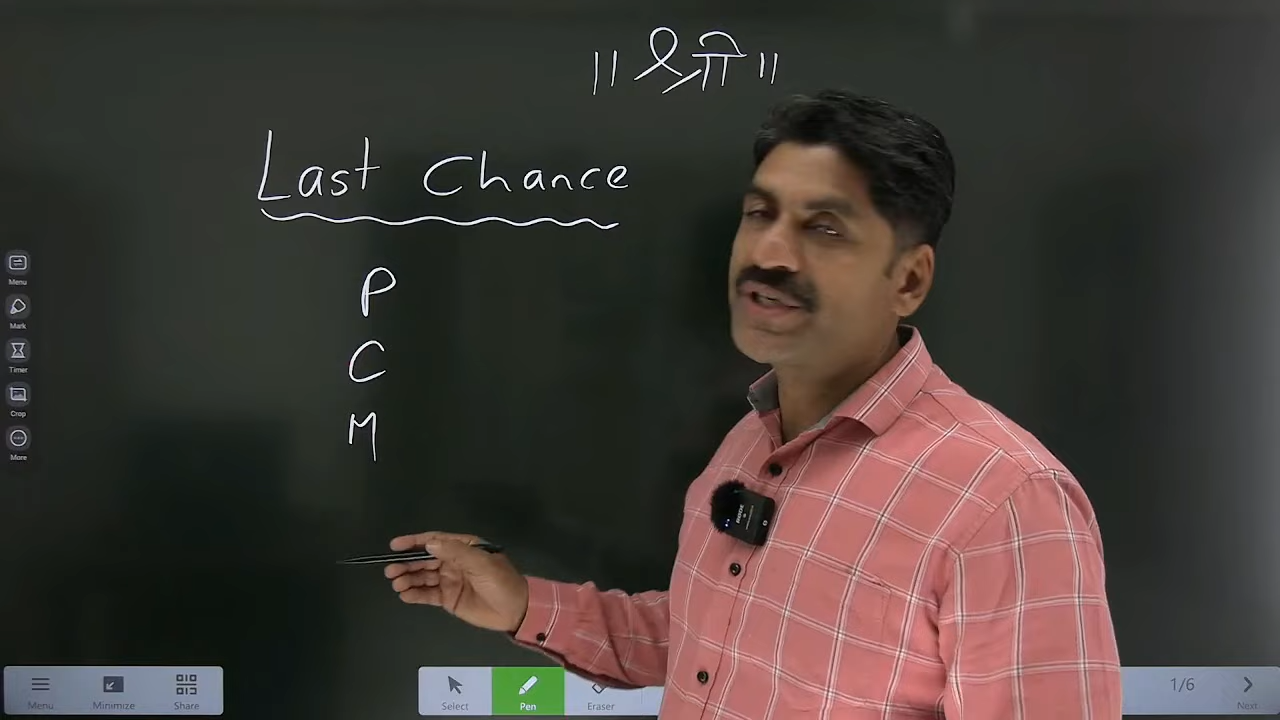 ॥ श्री ॥
Last Chance
P
C
M
Menu
Mark
Timer
Crop
More
Menu
Minimize
Share
Select
Pen
Eraser
1/6
Next